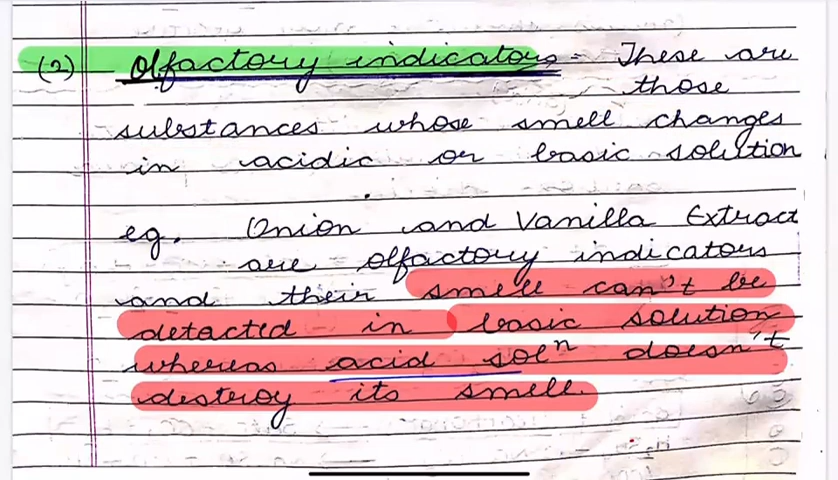 (2) Olfactory indicators - These are
those
substances whose smell changes
in acidic or basic solution
eg. Onion and Vanilla Extract
are olfactory indicators
and their smell can't be
detacted in basic solution
whereas acid solⁿ doesn't
destroy its smell.